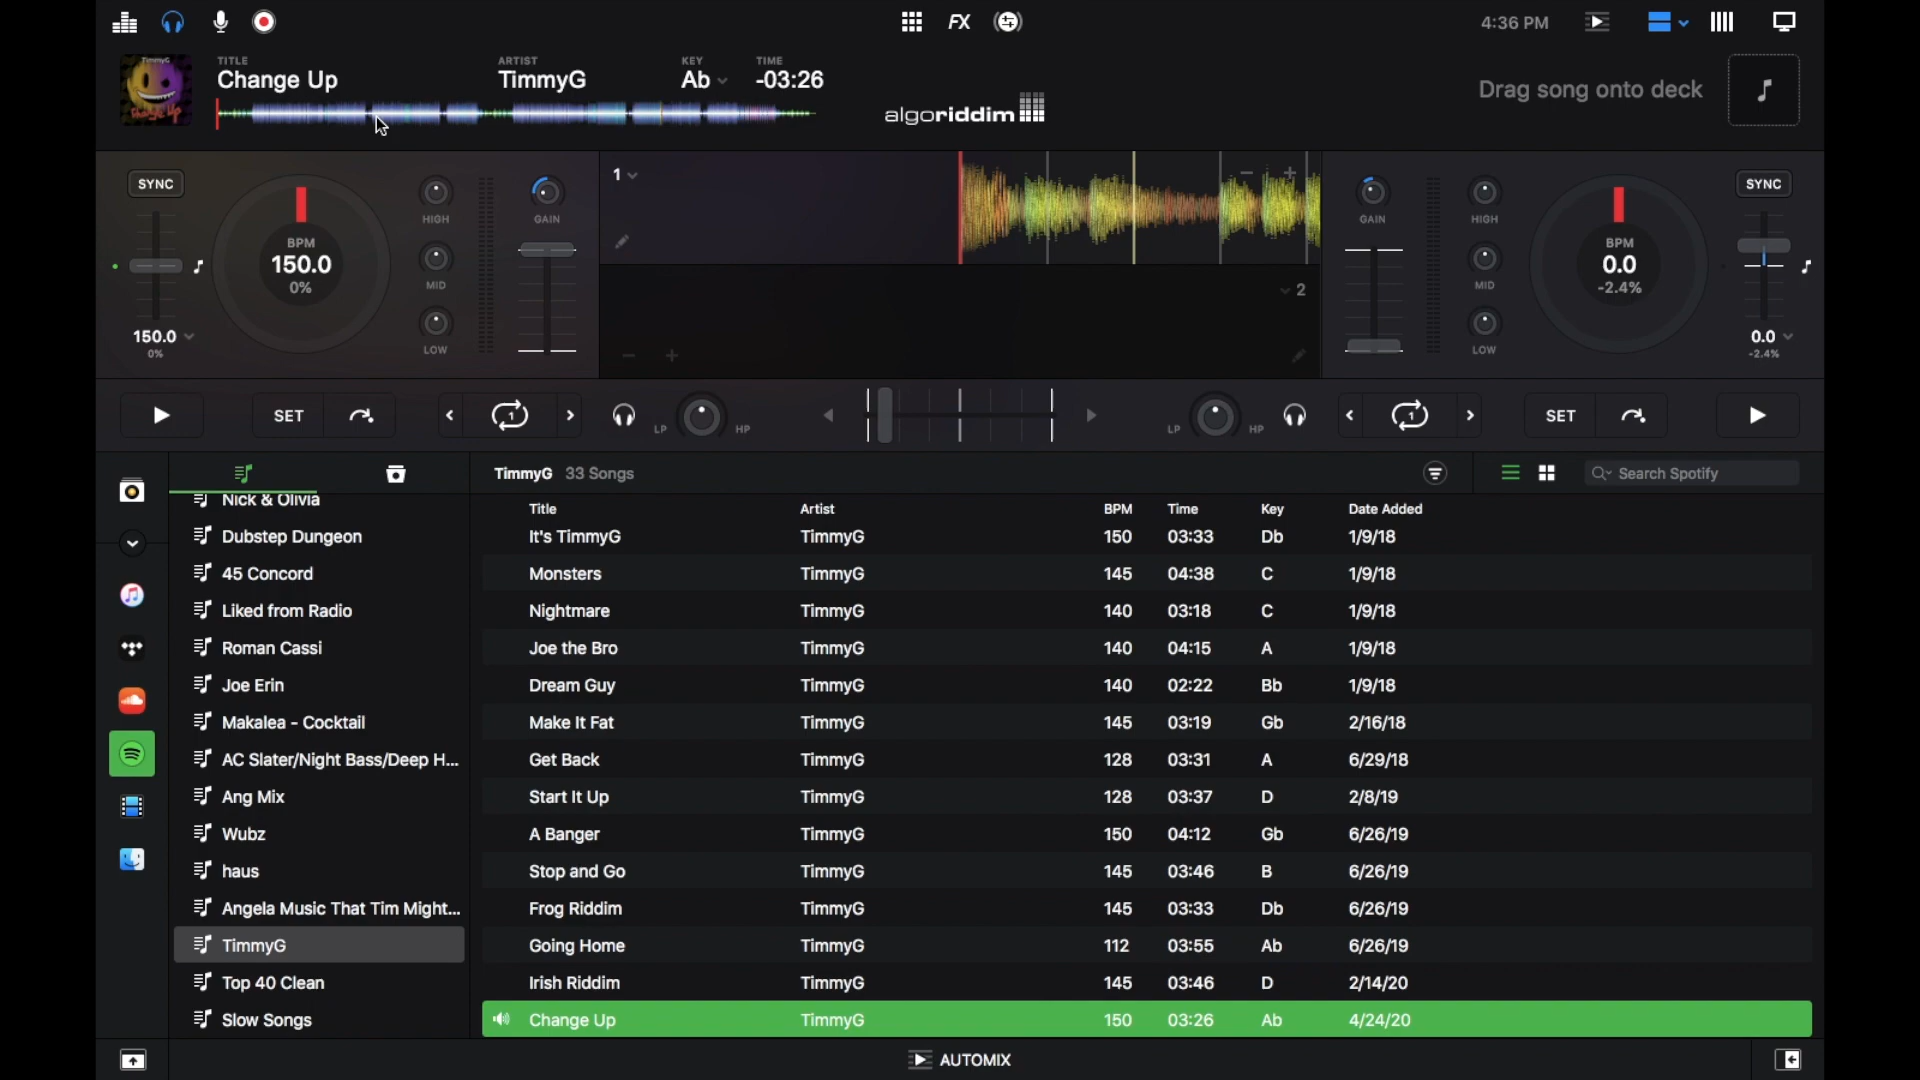 FX
4:36 PM
TITLE
Change Up
ARTIST
TimmyG
KEY
Ab
TIME
-03:26
algoriddim
Drag song onto deck
TimmyG
Change Up
SYNC
BPM
150.0
0%
150.0
0%
HIGH
MID
LOW
GAIN
1
2
GAIN
HIGH
MID
LOW
BPM
0.0
-2.4%
SYNC
0.0
-2.4%
SET
1
LP
HP
LP
HP
1
SET
TimmyG 33 Songs
Search Spotify
Nick & Olivia
Dubstep Dungeon
45 Concord
Liked from Radio
Roman Cassi
Joe Erin
Makalea - Cocktail
AC Slater/Night Bass/Deep H...
Ang Mix
Wubz
haus
Angela Music That Tim Might...
TimmyG
Top 40 Clean
Slow Songs
Title Artist BPM Time Key Date Added
It's TimmyG TimmyG 150 03:33 Db 1/9/18
Monsters TimmyG 145 04:38 C 1/9/18
Nightmare TimmyG 140 03:18 C 1/9/18
Joe the Bro TimmyG 140 04:15 A 1/9/18
Dream Guy TimmyG 140 02:22 Bb 1/9/18
Make It Fat TimmyG 145 03:19 Gb 2/16/18
Get Back TimmyG 128 03:31 A 6/29/18
Start It Up TimmyG 128 03:37 D 2/8/19
A Banger TimmyG 150 04:12 Gb 6/26/19
Stop and Go TimmyG 145 03:46 B 6/26/19
Frog Riddim TimmyG 145 03:33 Db 6/26/19
Going Home TimmyG 112 03:55 Ab 6/26/19
Irish Riddim TimmyG 145 03:46 D 2/14/20
Change Up TimmyG 150 03:26 Ab 4/24/20
AUTOMIX